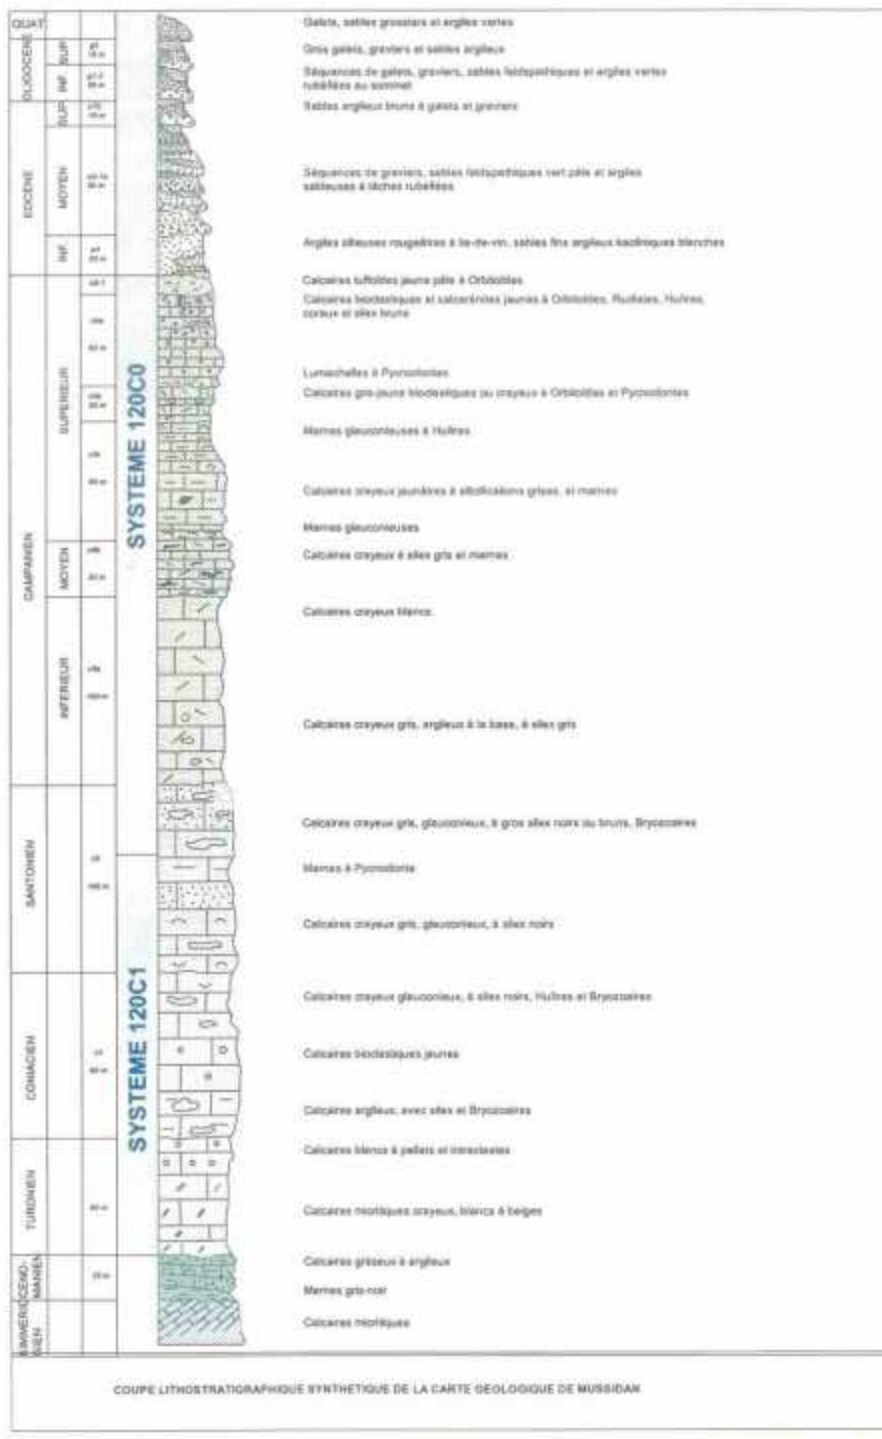 QUAT
Galets, sables grossiers et argiles vertes
OLIGOCENE
SUP
Gros galets, graviers et sables argileux
INF.
Séquences de galets, graviers, sables feldspathiques et argiles vertes
rubéfiées au sommet
EOCENE
SUP
Sables argileux bruns à galets et graviers
MOYEN
Séquences de graviers, sables feldspathiques vert pâle et argiles
sableuses à tâches rubéfiées
INF.
Argiles silteuses rougeâtres à lie-de-vin, sables fins argileux kaoliniques blanches
CAMPANIEN
SUPERIEUR
SYSTEME 120C0
Calcaires tuffoïdes jaune pâle à Orbitoïdes
Calcaires bioclastiques et calcarénites jaunes à Orbitoïdes, Rudistes, Huîtres,
coraux et silex bruns
Lumachelles à Pycnodontes
Calcaires gris-jaune bioclastiques ou crayeux à Orbitoïdes et Pycnodontes
Marnes glauconieuses à Huîtres
Calcaires crayeux jaunâtres à silicifications grises, et marnes
Marnes glauconieuses
MOYEN
Calcaires crayeux à silex gris et marnes
INFERIEUR
Calcaires crayeux blancs
Calcaires crayeux gris, argileux à la base, à silex gris
SANTONIEN
Calcaires crayeux gris, glauconieux, à gros silex noirs ou bruns, Bryozoaires
SYSTEME 120C1
Marnes à Pycnodonte
Calcaires crayeux gris, glauconieux, à silex noirs
CONIACIEN
Calcaires crayeux glauconieux, à silex noirs, Huîtres et Bryozoaires
Calcaires bioclastiques jaunes
Calcaires argileux, avec silex et Bryozoaires
TURONIEN
Calcaires blancs à pellets et intraclastes
Calcaires micritiques crayeux, blancs à beiges
CENO-
MANIEN
Calcaires gréseux à argileux
Marnes gris-noir
KIMMERID
GIEN
Calcaires micritiques
COUPE LITHOSTRATIGRAPHIQUE SYNTHETIQUE DE LA CARTE GEOLOGIQUE DE MUSSIDAN